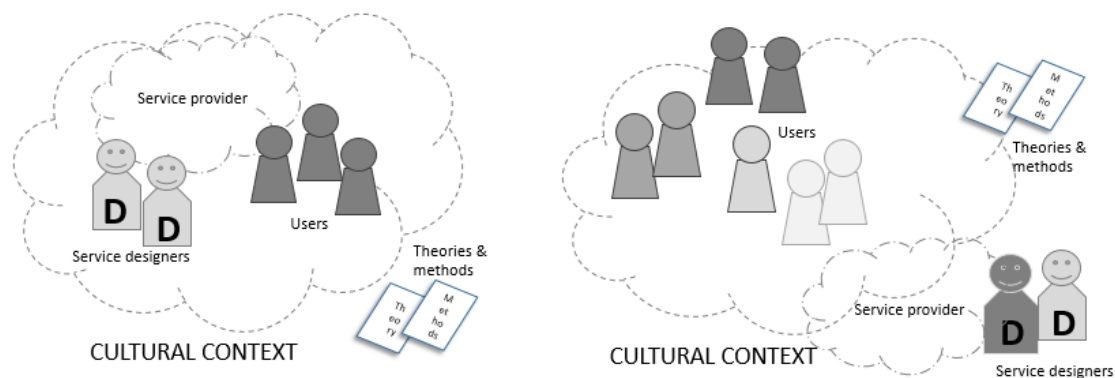 Service provider
D
D
Service designers
Users
Theories &
methods
Th
eo
ry
M
et
ho
ds
CULTURAL CONTEXT
Users
Th
eo
ry
M
et
ho
ds
Theories &
methods
Service provider
D
D
CULTURAL CONTEXT
Service designers